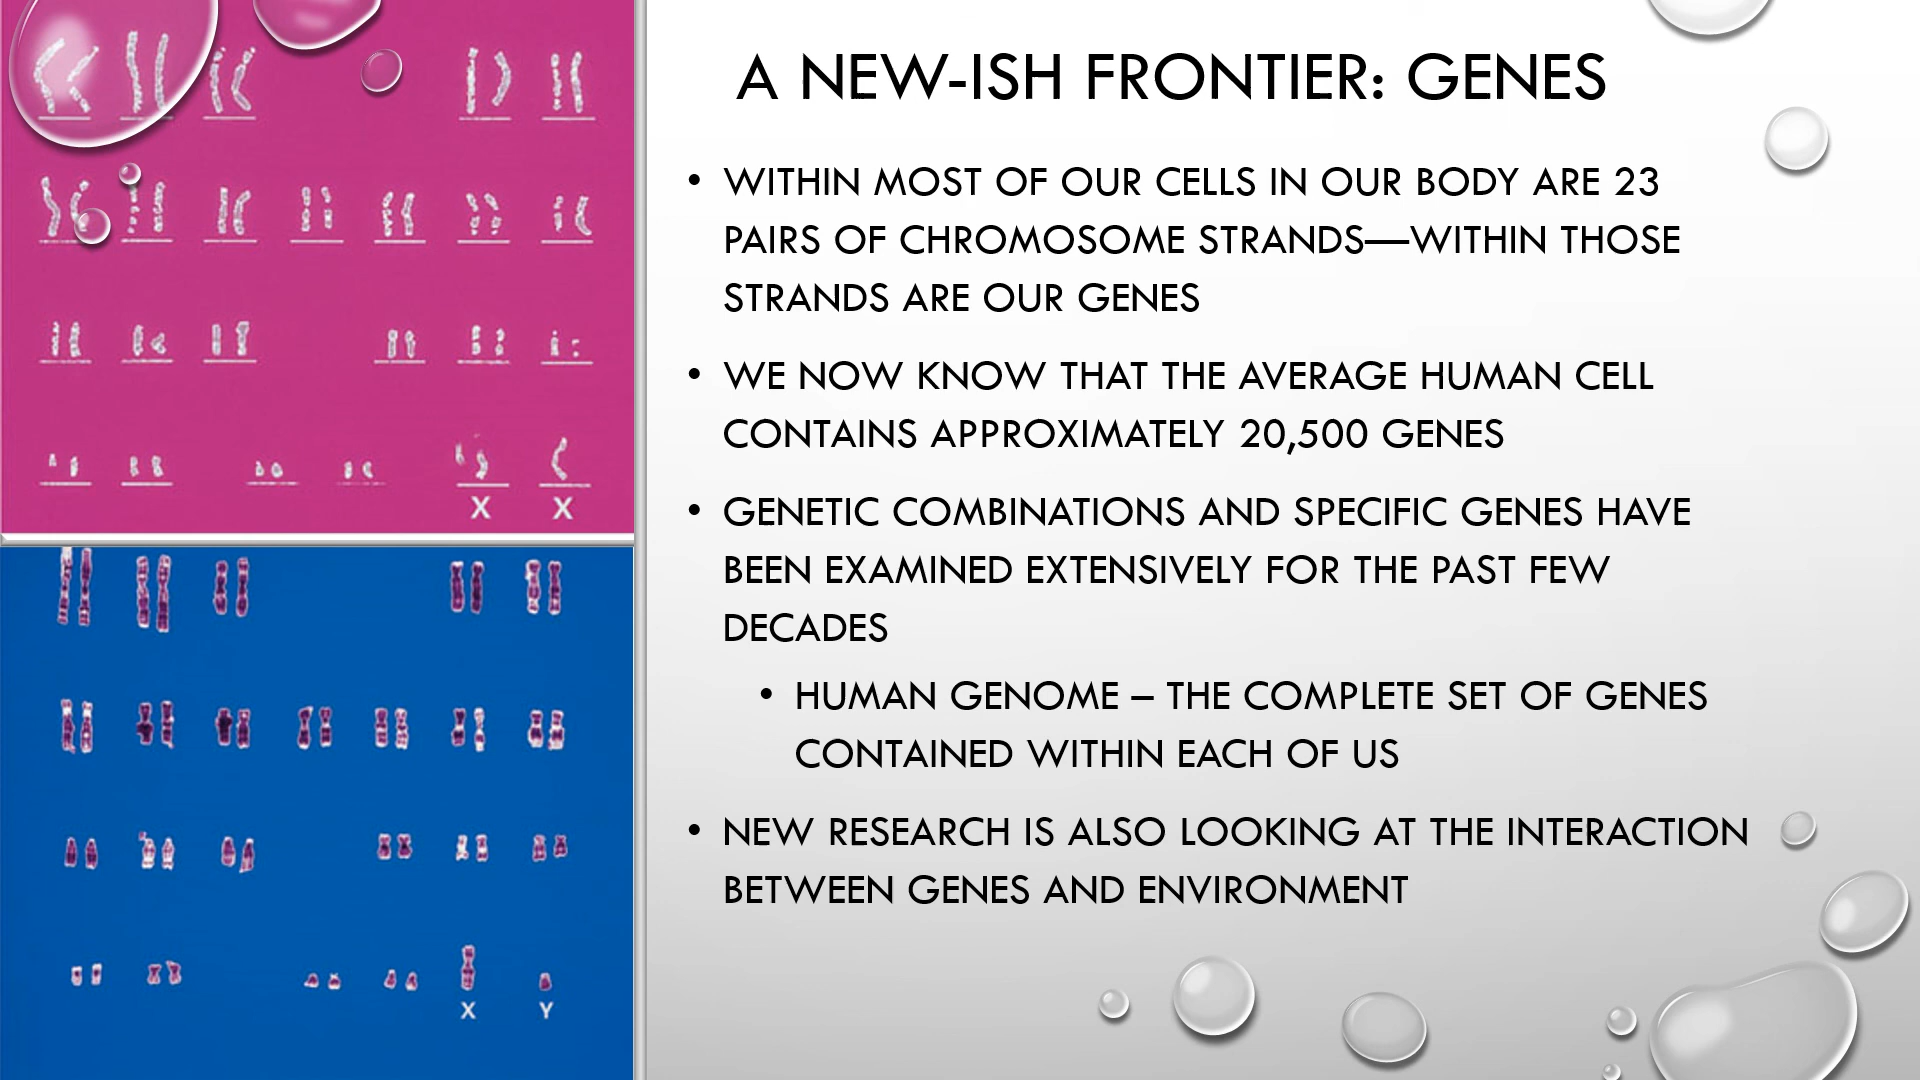 A NEW-ISH FRONTIER: GENES
• WITHIN MOST OF OUR CELLS IN OUR BODY ARE 23
PAIRS OF CHROMOSOME STRANDS—WITHIN THOSE
STRANDS ARE OUR GENES
• WE NOW KNOW THAT THE AVERAGE HUMAN CELL
CONTAINS APPROXIMATELY 20,500 GENES
• GENETIC COMBINATIONS AND SPECIFIC GENES HAVE
BEEN EXAMINED EXTENSIVELY FOR THE PAST FEW
DECADES
• HUMAN GENOME – THE COMPLETE SET OF GENES
CONTAINED WITHIN EACH OF US
• NEW RESEARCH IS ALSO LOOKING AT THE INTERACTION
BETWEEN GENES AND ENVIRONMENT
X X
X Y